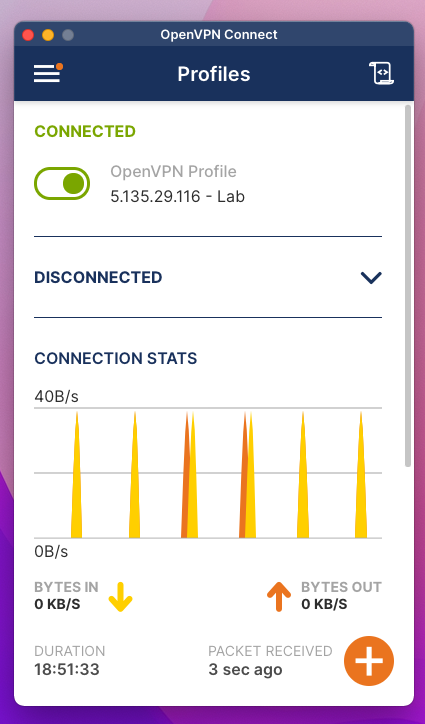 OpenVPN Connect
Profiles
CONNECTED
OpenVPN Profile
5.135.29.116 - Lab
DISCONNECTED
CONNECTION STATS
40B/s
0B/s
BYTES IN
0 KB/S
BYTES OUT
0 KB/S
DURATION
18:51:33
PACKET RECEIVED
3 sec ago